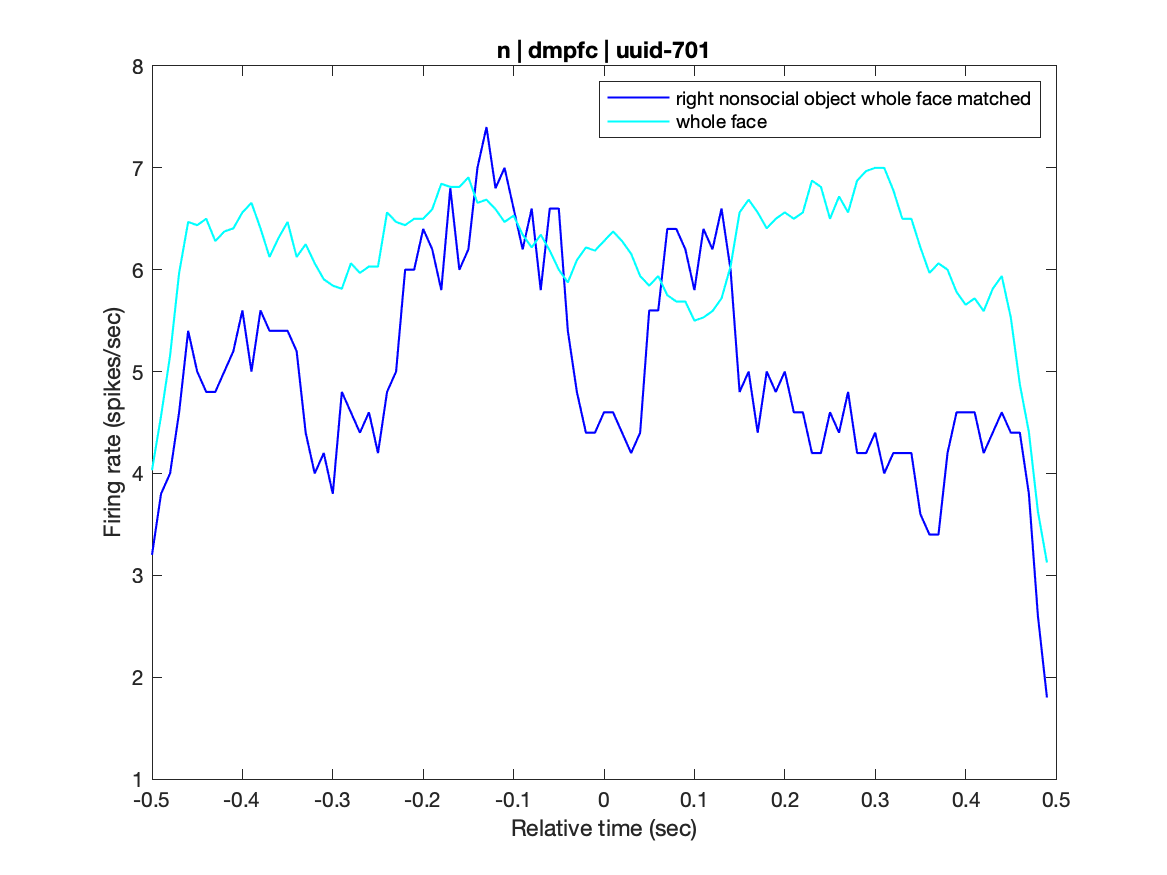 n | dmpfc | uuid-701
right nonsocial object whole face matched
whole face
8
7
6
5
4
3
2
1
Firing rate (spikes/sec)
-0.5 -0.4 -0.3 -0.2 -0.1 0 0.1 0.2 0.3 0.4 0.5
Relative time (sec)